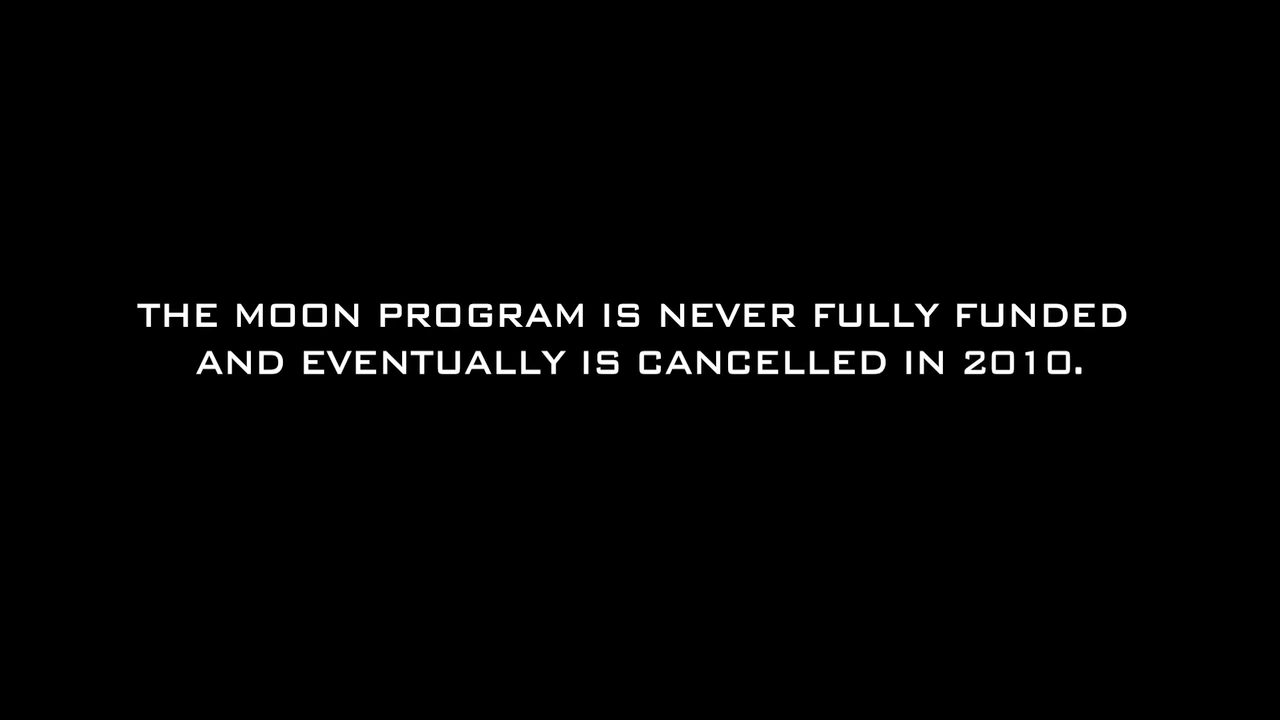 THE MOON PROGRAM IS NEVER FULLY FUNDED
AND EVENTUALLY IS CANCELLED IN 2010.